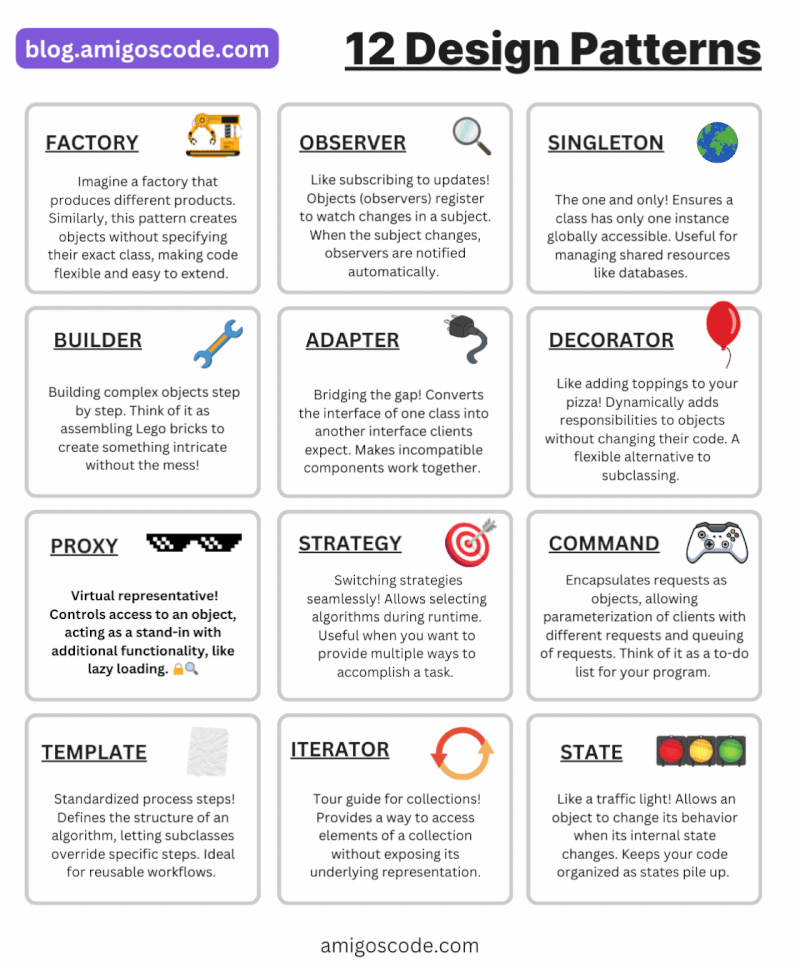 blog.amigoscode.com
12 Design Patterns
FACTORY
Imagine a factory that
produces different products.
Similarly, this pattern creates
objects without specifying
their exact class, making code
flexible and easy to extend.
OBSERVER
Like subscribing to updates!
Objects (observers) register
to watch changes in a subject.
When the subject changes,
observers are notified
automatically.
SINGLETON
The one and only! Ensures a
class has only one instance
globally accessible. Useful for
managing shared resources
like databases.
BUILDER
Building complex objects step
by step. Think of it as
assembling Lego bricks to
create something intricate
without the mess!
ADAPTER
Bridging the gap! Converts
the interface of one class into
another interface clients
expect. Makes incompatible
components work together.
DECORATOR
Like adding toppings to your
pizza! Dynamically adds
responsibilities to objects
without changing their code. A
flexible alternative to
subclassing.
PROXY
Virtual representative!
Controls access to an object,
acting as a stand-in with
additional functionality, like
lazy loading. 🔒🔍
STRATEGY
Switching strategies
seamlessly! Allows selecting
algorithms during runtime.
Useful when you want to
provide multiple ways to
accomplish a task.
COMMAND
Encapsulates requests as
objects, allowing
parameterization of clients with
different requests and queuing
of requests. Think of it as a to-do
list for your program.
TEMPLATE
Standardized process steps!
Defines the structure of an
algorithm, letting subclasses
override specific steps. Ideal
for reusable workflows.
ITERATOR
Tour guide for collections!
Provides a way to access
elements of a collection
without exposing its
underlying representation.
STATE
Like a traffic light! Allows an
object to change its behavior
when its internal state
changes. Keeps your code
organized as states pile up.
amigoscode.com